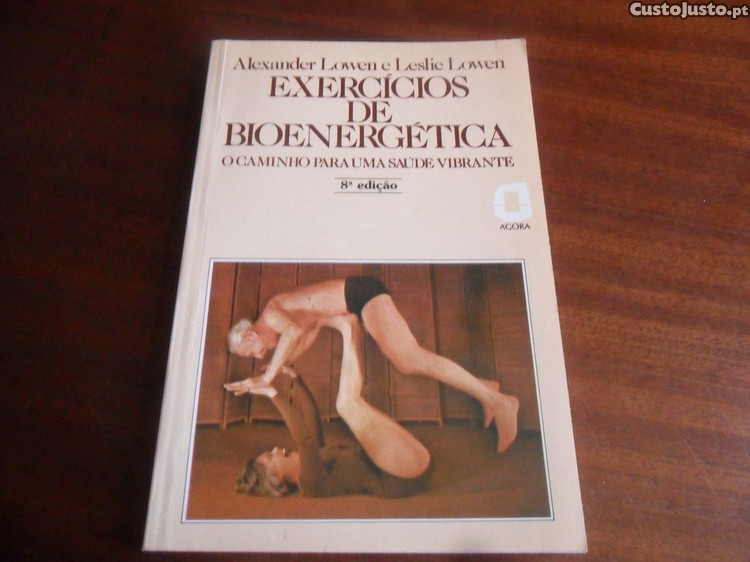 CustoJusto.pt
Alexander Lowen e Leslie Lowen
EXERCÍCIOS
DE
BIOENERGÉTICA
O CAMINHO PARA UMA SAÚDE VIBRANTE
8ª edição
AGORA